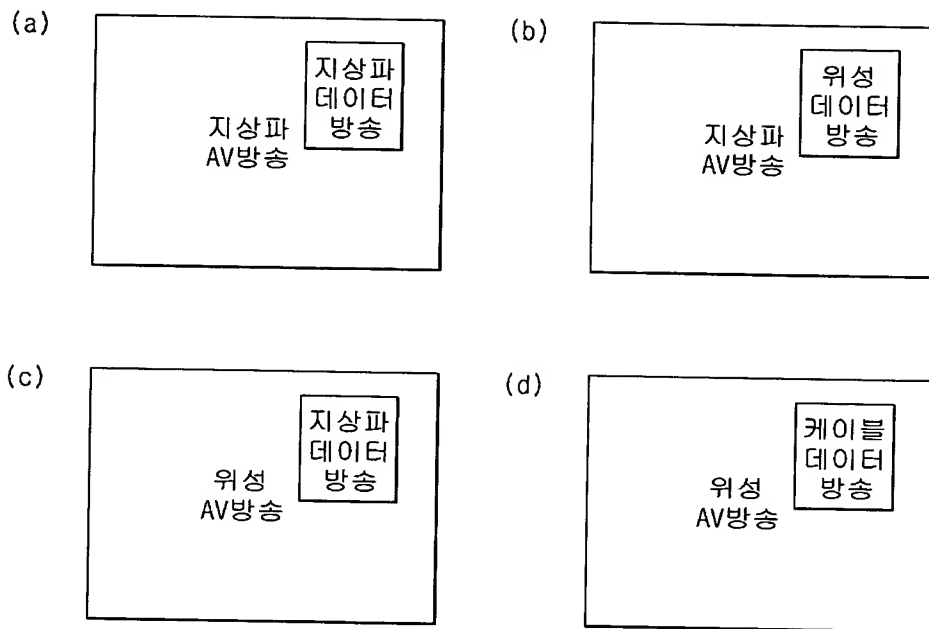 (a)
지상파
데이터
방송
지상파
AV방송
(b)
위성
데이터
방송
지상파
AV방송
(c)
지상파
데이터
방송
위성
AV방송
(d)
케이블
데이터
방송
위성
AV방송